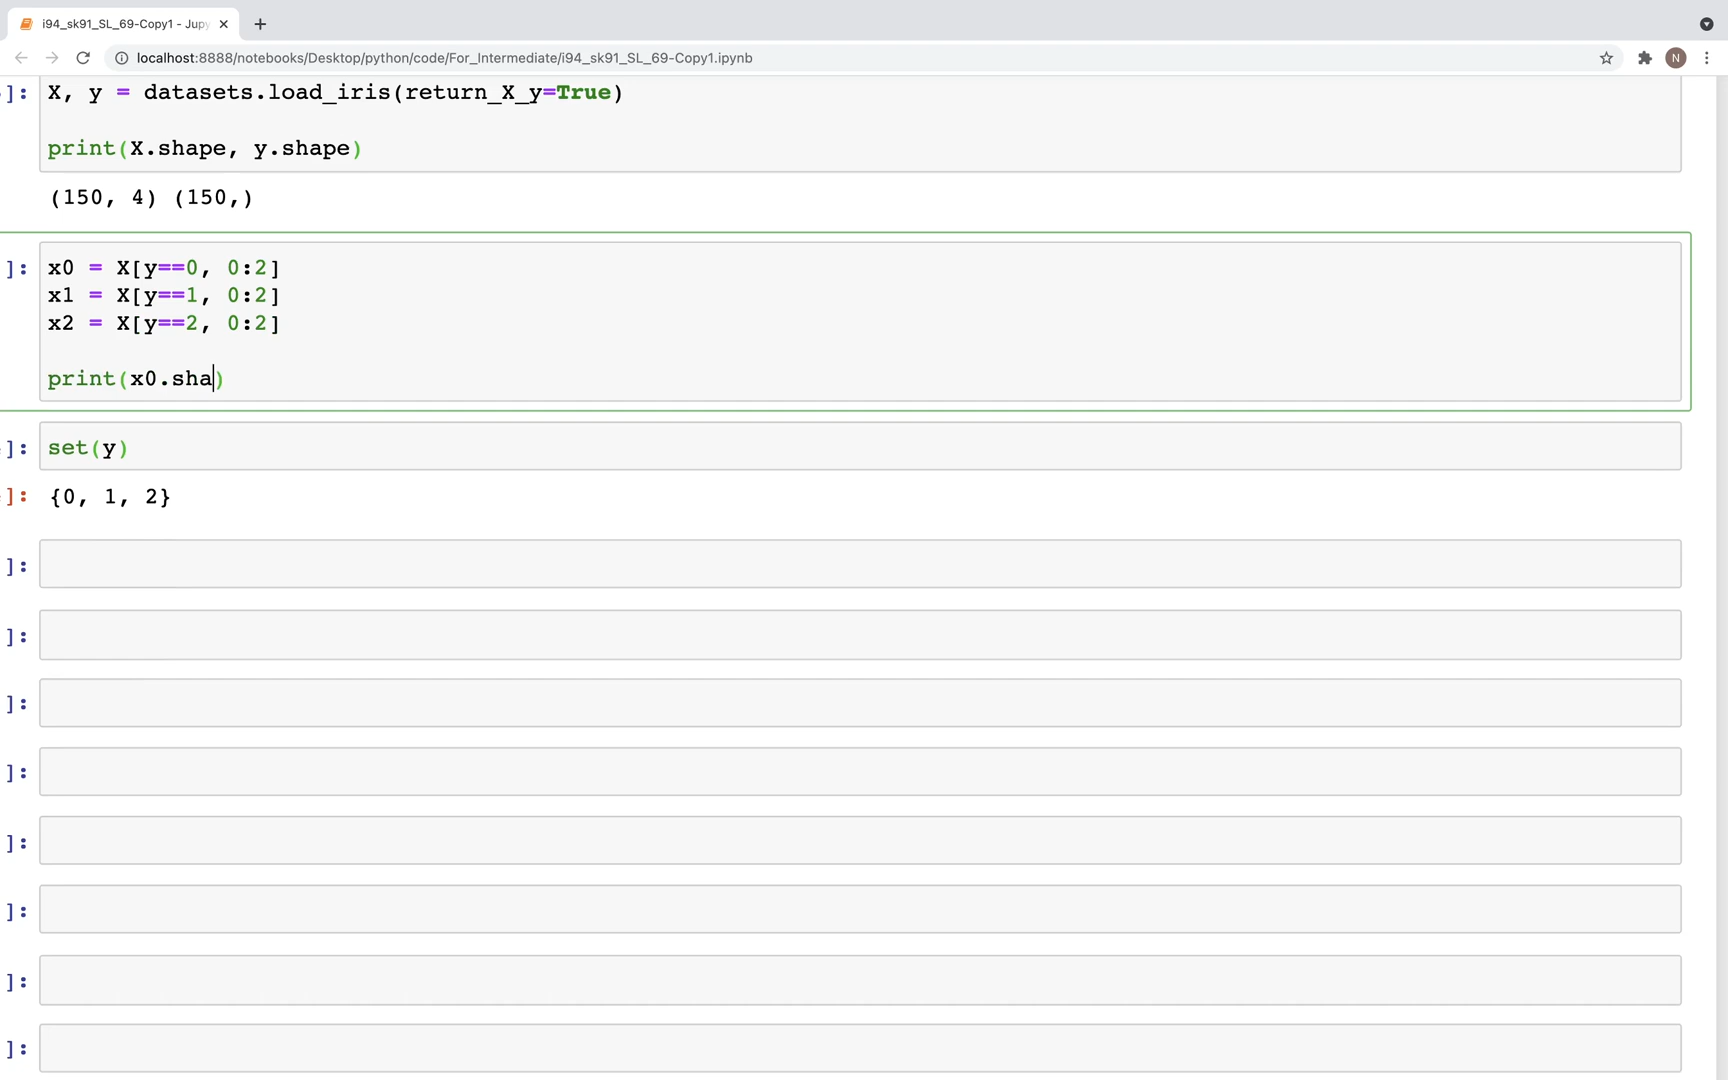 i94_sk91_SL_69-Copy1 - Jupy
localhost:8888/notebooks/Desktop/python/code/For_Intermediate/i94_sk91_SL_69-Copy1.ipynb
N
]: X, y = datasets.load_iris(return_X_y=True)
print(X.shape, y.shape)
(150, 4) (150,)
]: x0 = X[y==0, 0:2]
x1 = X[y==1, 0:2]
x2 = X[y==2, 0:2]
print(x0.sha)
]: set(y)
]: {0, 1, 2}
]:
]:
]:
]:
]:
]:
]:
]: